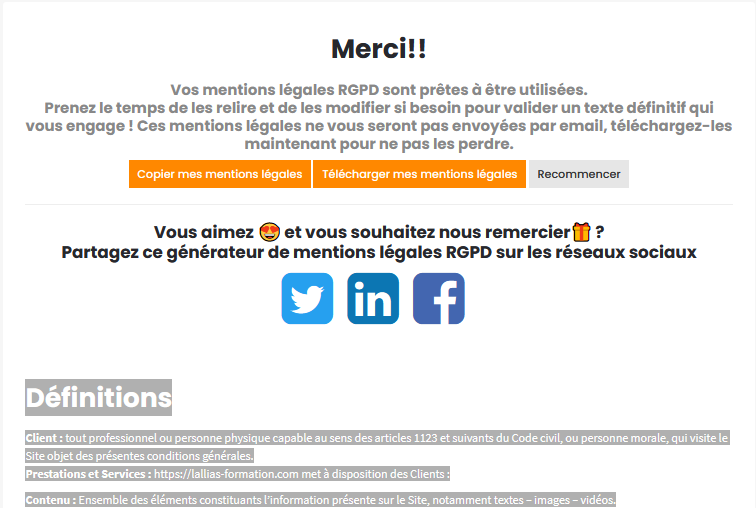 Merci!!
Vos mentions légales RGPD sont prêtes à être utilisées.
Prenez le temps de les relire et de les modifier si besoin pour valider un texte définitif qui
vous engage ! Ces mentions légales ne vous seront pas envoyées par email, téléchargez-les
maintenant pour ne pas les perdre.
Copier mes mentions légales Télécharger mes mentions légales Recommencer
Vous aimez 😍 et vous souhaitez nous remercier🎁 ?
Partagez ce générateur de mentions légales RGPD sur les réseaux sociaux
in f
Définitions
Client : tout professionnel ou personne physique capable au sens des articles 1123 et suivants du Code civil, ou personne morale, qui visite le
Site objet des présentes conditions générales.
Prestations et Services : https://lallias-formation.com met à disposition des Clients :
Contenu : Ensemble des éléments constituants l'information présente sur le Site, notamment textes – images – vidéos.